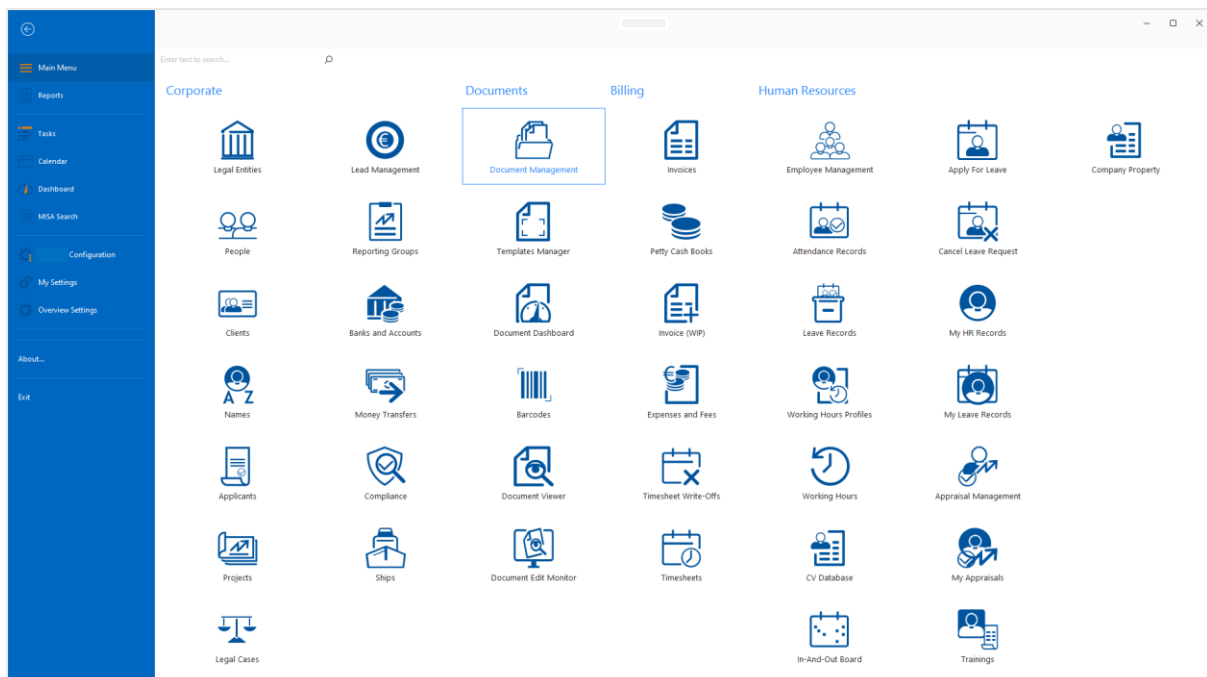 Main Menu
Reports
Tasks
Calendar
Dashboard
MISA Search
Configuration
My Settings
Overview Settings
About...
Exit
Enter text to search...
Corporate
Documents
Billing
Human Resources
Legal Entities
Lead Management
Document Management
Invoices
Employee Management
Apply For Leave
Company Property
People
Reporting Groups
Templates Manager
Petty Cash Books
Attendance Records
Cancel Leave Request
Clients
Banks and Accounts
Document Dashboard
Invoice (WIP)
Leave Records
My HR Records
Names
Money Transfers
Barcodes
Expenses and Fees
Working Hours Profiles
My Leave Records
Applicants
Compliance
Document Viewer
Timesheet Write-Offs
Working Hours
Appraisal Management
Projects
Ships
Document Edit Monitor
Timesheets
CV Database
My Appraisals
Legal Cases
In-And-Out Board
Trainings